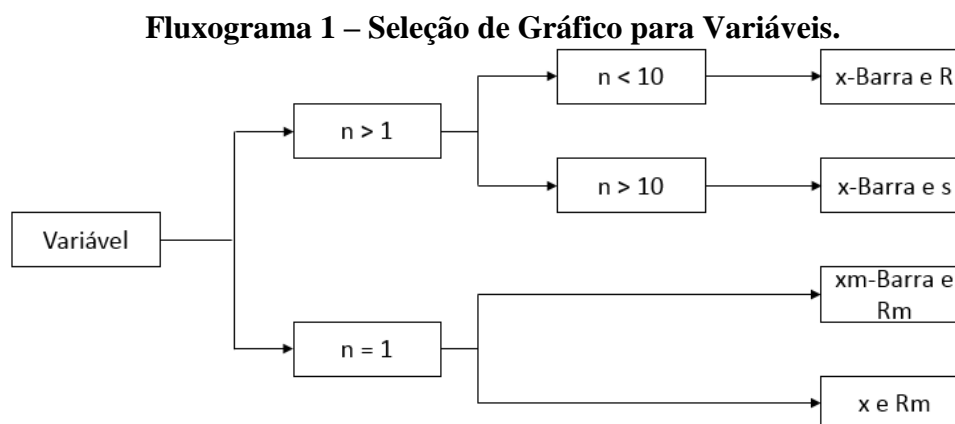 Fluxograma 1 – Seleção de Gráfico para Variáveis.
n < 10
x-Barra e R
n > 1
n > 10
x-Barra e s
Variável
xm-Barra e
Rm
n = 1
x e Rm